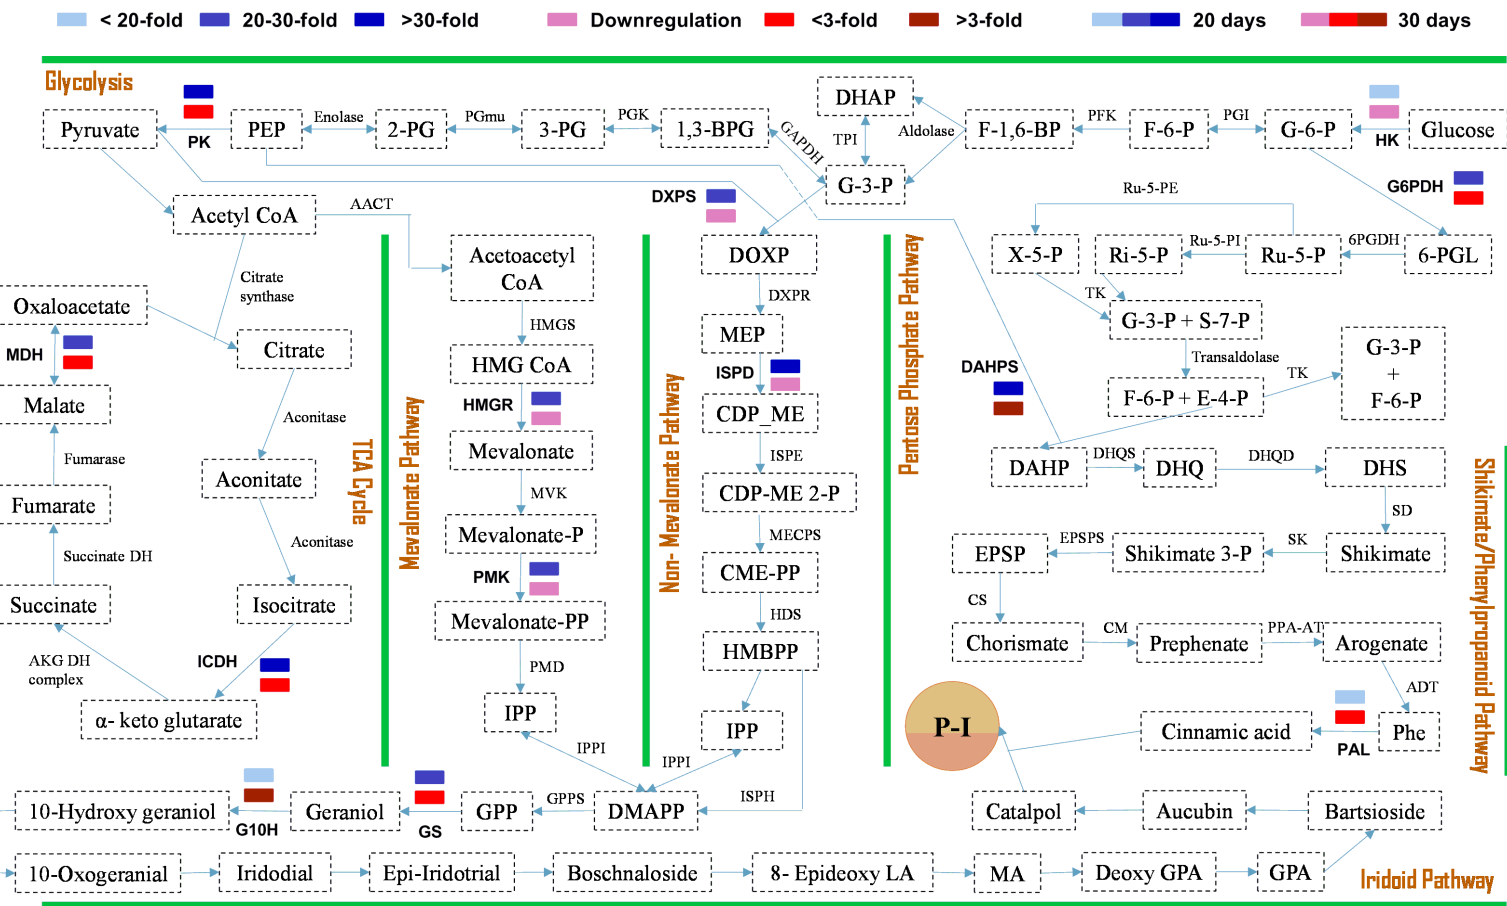 < 20-fold 20-30-fold >30-fold Downregulation <3-fold >3-fold 20 days 30 days
Glycolysis
Pyruvate
PK
PEP
Enolase
2-PG
PGmu
3-PG
PGK
1,3-BPG
GAPDH
DHAP
TPI
G-3-P
Aldolase
F-1,6-BP
PFK
F-6-P
PGI
G-6-P
HK
Glucose
G6PDH
Acetyl CoA
AACT
Citrate
synthase
Oxaloacetate
Citrate
MDH
Malate
Aconitase
Fumarase
Aconitate
Fumarate
Aconitase
Succinate DH
Succinate
Isocitrate
AKG DH
complex
ICDH
α- keto glutarate
TCA Cycle
Mevalonate Pathway
Acetoacetyl
CoA
HMGS
HMG CoA
HMGR
Mevalonate
MVK
Mevalonate-P
PMK
Mevalonate-PP
PMD
IPP
IPPI
Non- Mevalonate Pathway
DXPS
DOXP
DXPR
MEP
ISPD
CDP_ME
ISPE
CDP-ME 2-P
MECPS
CME-PP
HDS
HMBPP
IPP
IPPI
ISPH
Pentose Phosphate Pathway
Ru-5-PE
X-5-P
Ri-5-P
Ru-5-PI
Ru-5-P
6PGDH
6-PGL
TK
G-3-P + S-7-P
Transaldolase
F-6-P + E-4-P
TK
G-3-P
+
F-6-P
DAHPS
DAHP
DHQS
DHQ
DHQD
DHS
SD
Shikimate
SK
Shikimate 3-P
EPSPS
EPSP
CS
Chorismate
CM
Prephenate
PPA-AT
Arogenate
ADT
Phe
PAL
Cinnamic acid
P-I
Shikimate/Phenylpropanoid Pathway
10-Hydroxy geraniol
G10H
Geraniol
GS
GPP
GPPS
DMAPP
Catalpol
Aucubin
Bartsioside
10-Oxogeranial
Iridodial
Epi-Iridotrial
Boschnaloside
8- Epideoxy LA
MA
Deoxy GPA
GPA
Iridoid Pathway